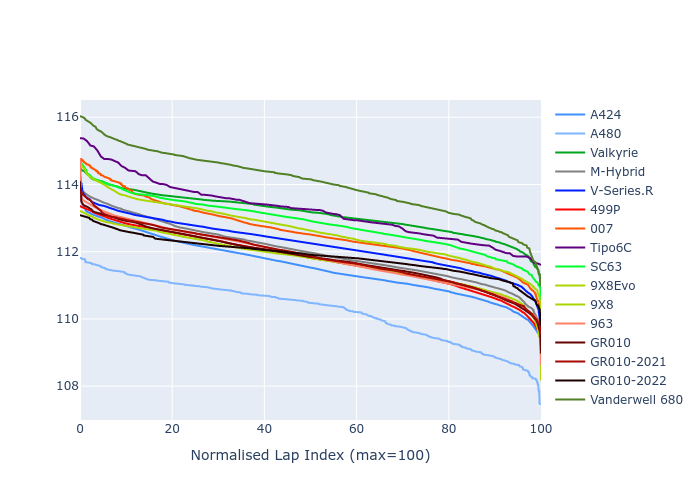 116
114
112
110
108
0
20
40
60
80
100
Normalised Lap Index (max=100)
A424
A480
Valkyrie
M-Hybrid
V-Series.R
499P
007
Tipo6C
SC63
9X8Evo
9X8
963
GR010
GR010-2021
GR010-2022
Vanderwell 680